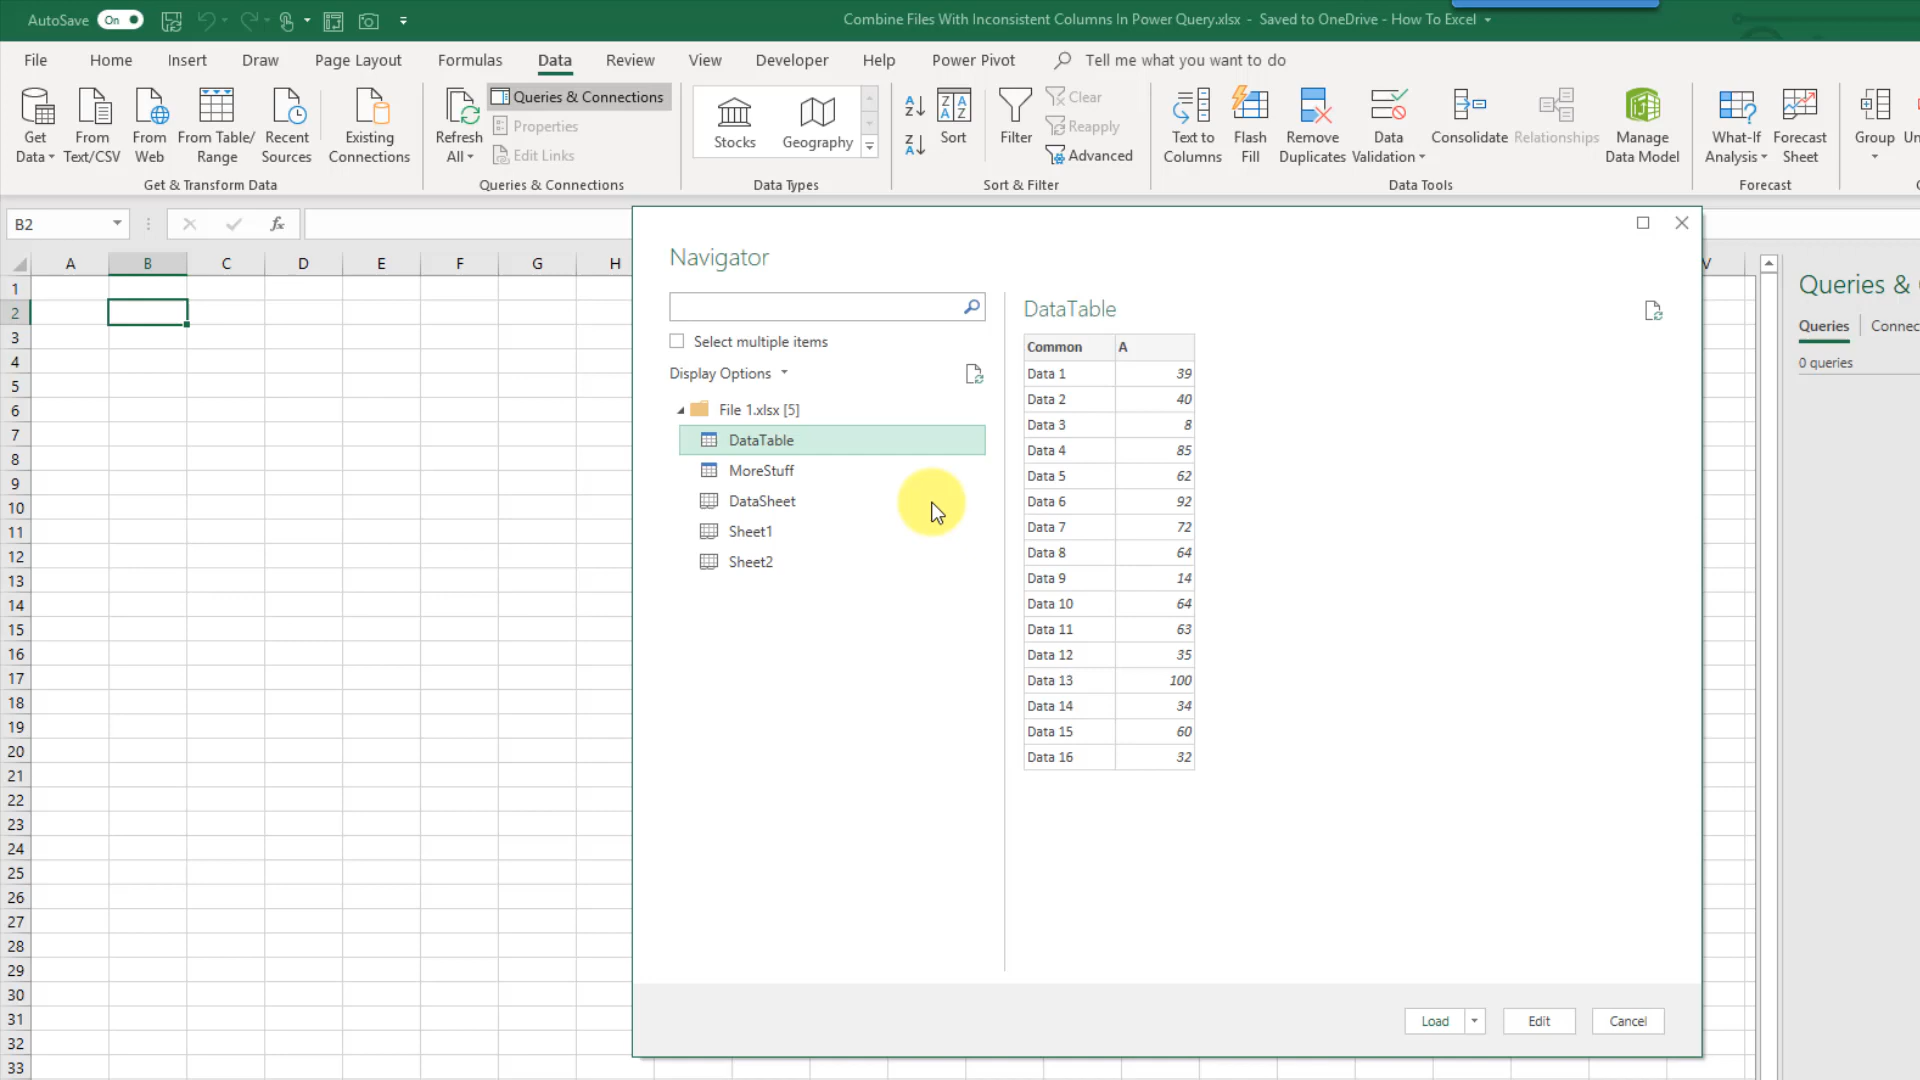 AutoSave On
Combine Files With Inconsistent Columns In Power Query.xlsx - Saved to OneDrive - How To Excel
File Home Insert Draw Page Layout Formulas Data Review View Developer Help Power Pivot Tell me what you want to do
Get Data
From Text/CSV
From Web
From Table/ Range
Recent Sources
Existing Connections
Get & Transform Data
Refresh All
Queries & Connections
Properties
Edit Links
Queries & Connections
Stocks
Geography
Data Types
Sort
Filter
Clear
Reapply
Advanced
Sort & Filter
Text to Columns
Flash Fill
Remove Duplicates
Data Validation
Consolidate
Relationships
Manage Data Model
Data Tools
What-If Analysis
Forecast Sheet
Forecast
Group
B2
fx
A B C D E F G H V
1
2
3
4
5
6
7
8
9
10
11
12
13
14
15
16
17
18
19
20
21
22
23
24
25
26
27
28
29
30
31
32
33
Navigator
Select multiple items
Display Options
File 1.xlsx [5]
DataTable
MoreStuff
DataSheet
Sheet1
Sheet2
DataTable
Common A
Data 1 39
Data 2 40
Data 3 8
Data 4 85
Data 5 62
Data 6 92
Data 7 72
Data 8 64
Data 9 14
Data 10 64
Data 11 63
Data 12 35
Data 13 100
Data 14 34
Data 15 60
Data 16 32
Load Edit Cancel
Queries &
Queries Connec
0 queries